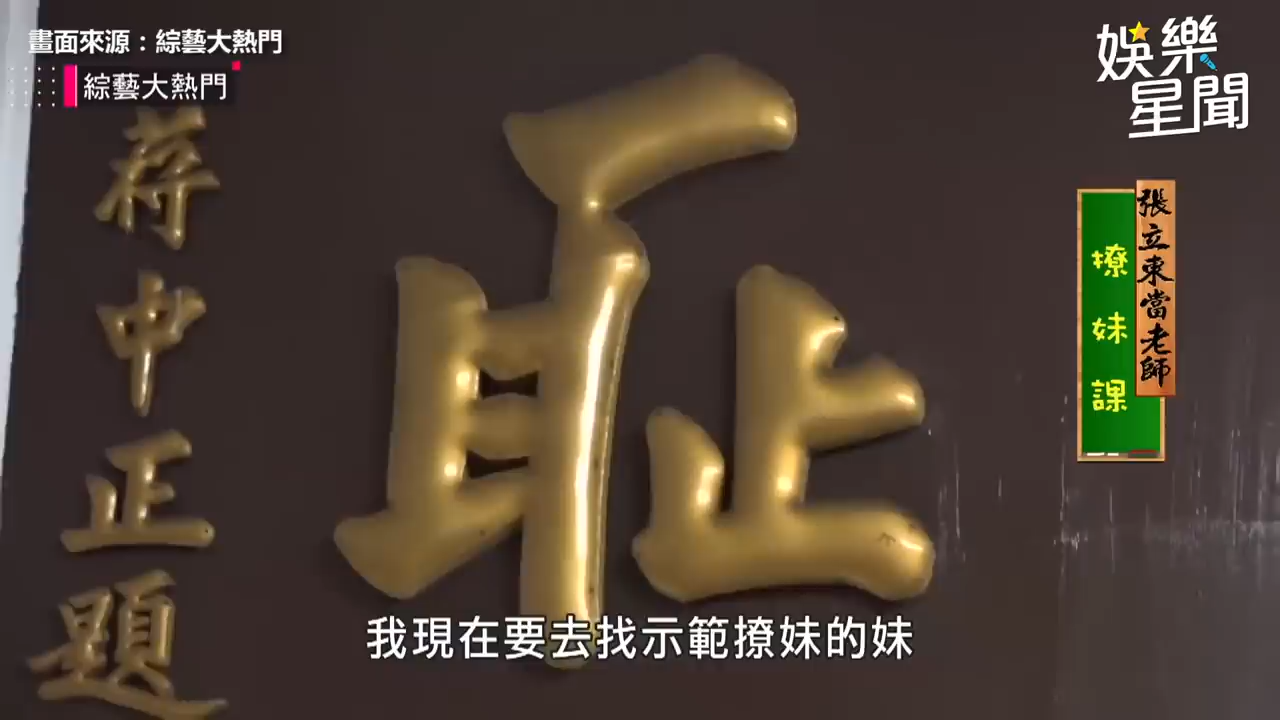 畫面來源：綜藝大熱門
綜藝大熱門
娛樂
星聞
恥
蔣中正題
張立東當老師
撩妹課
我現在要去找示範撩妹的妹